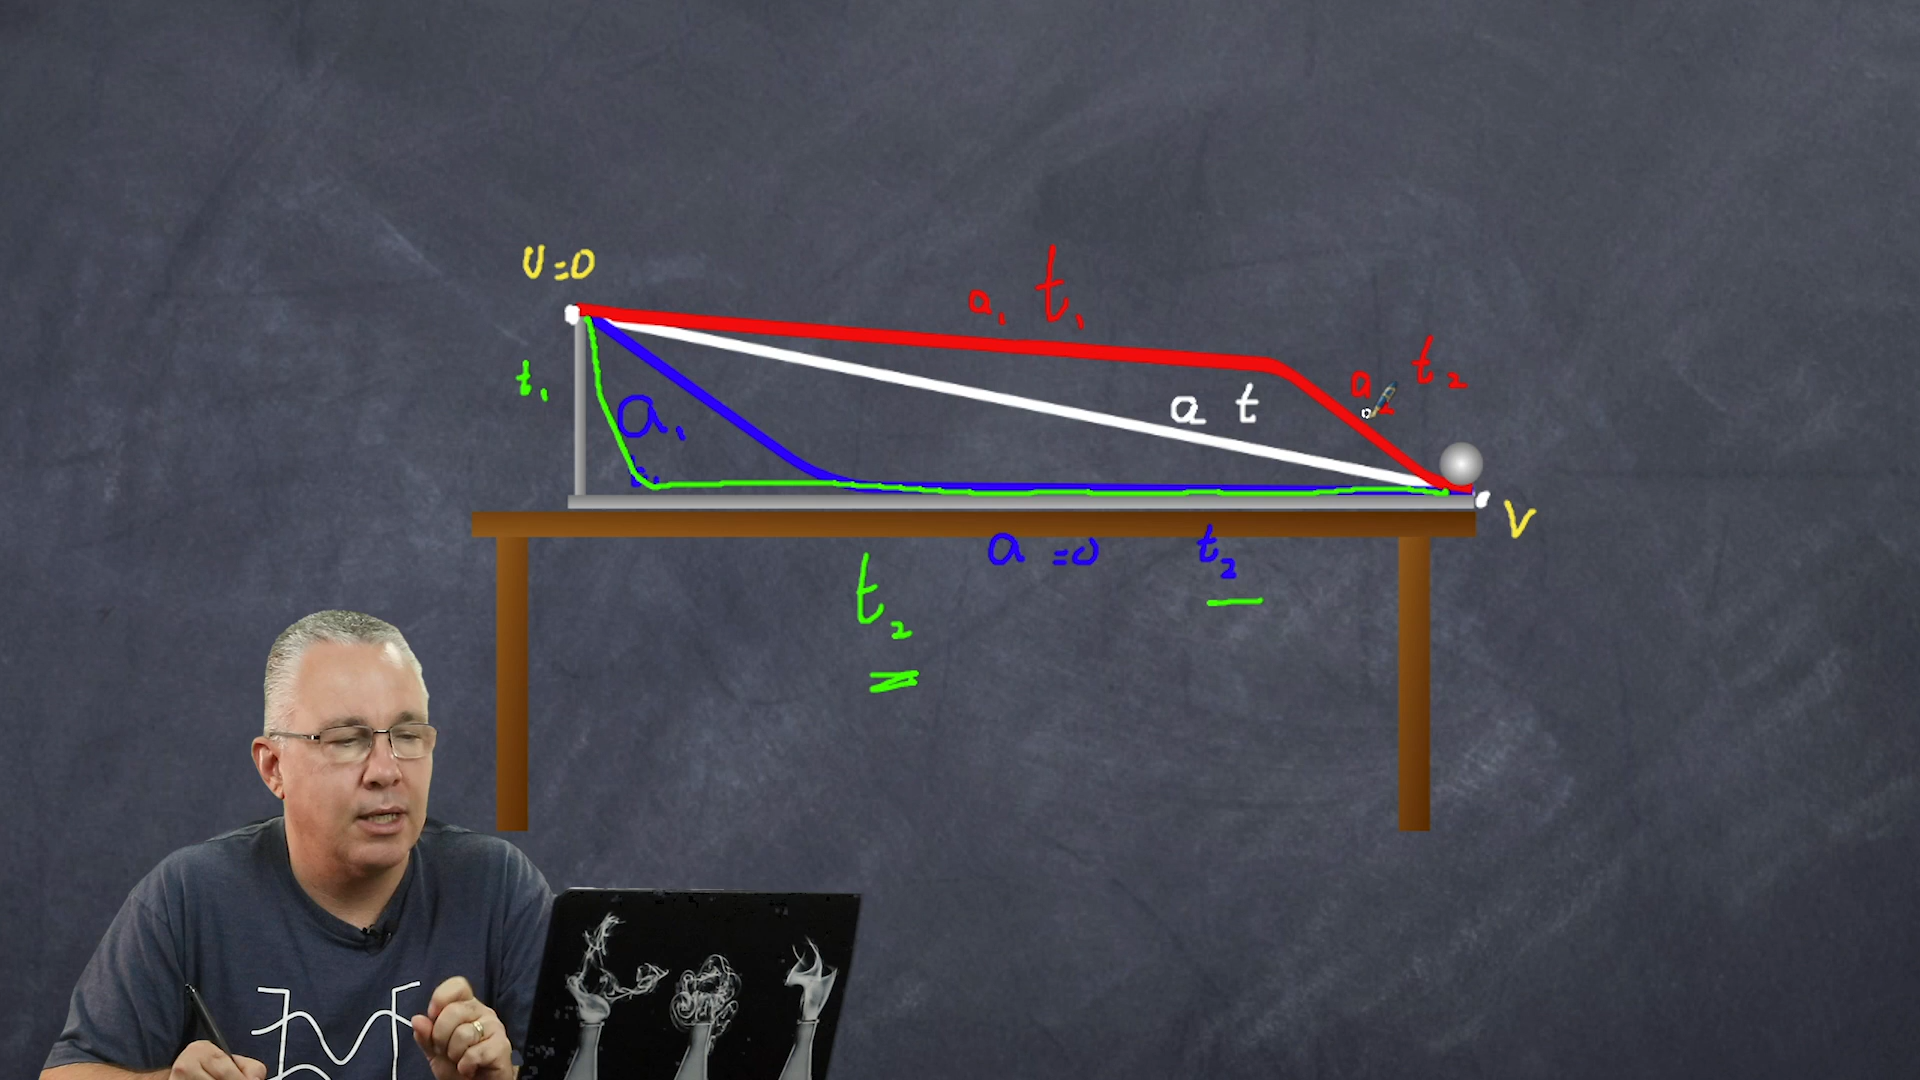 u=0
a₁ t₁
t₁
a₂ t₂
a t
a₁
v
a =0 t₂
t₂